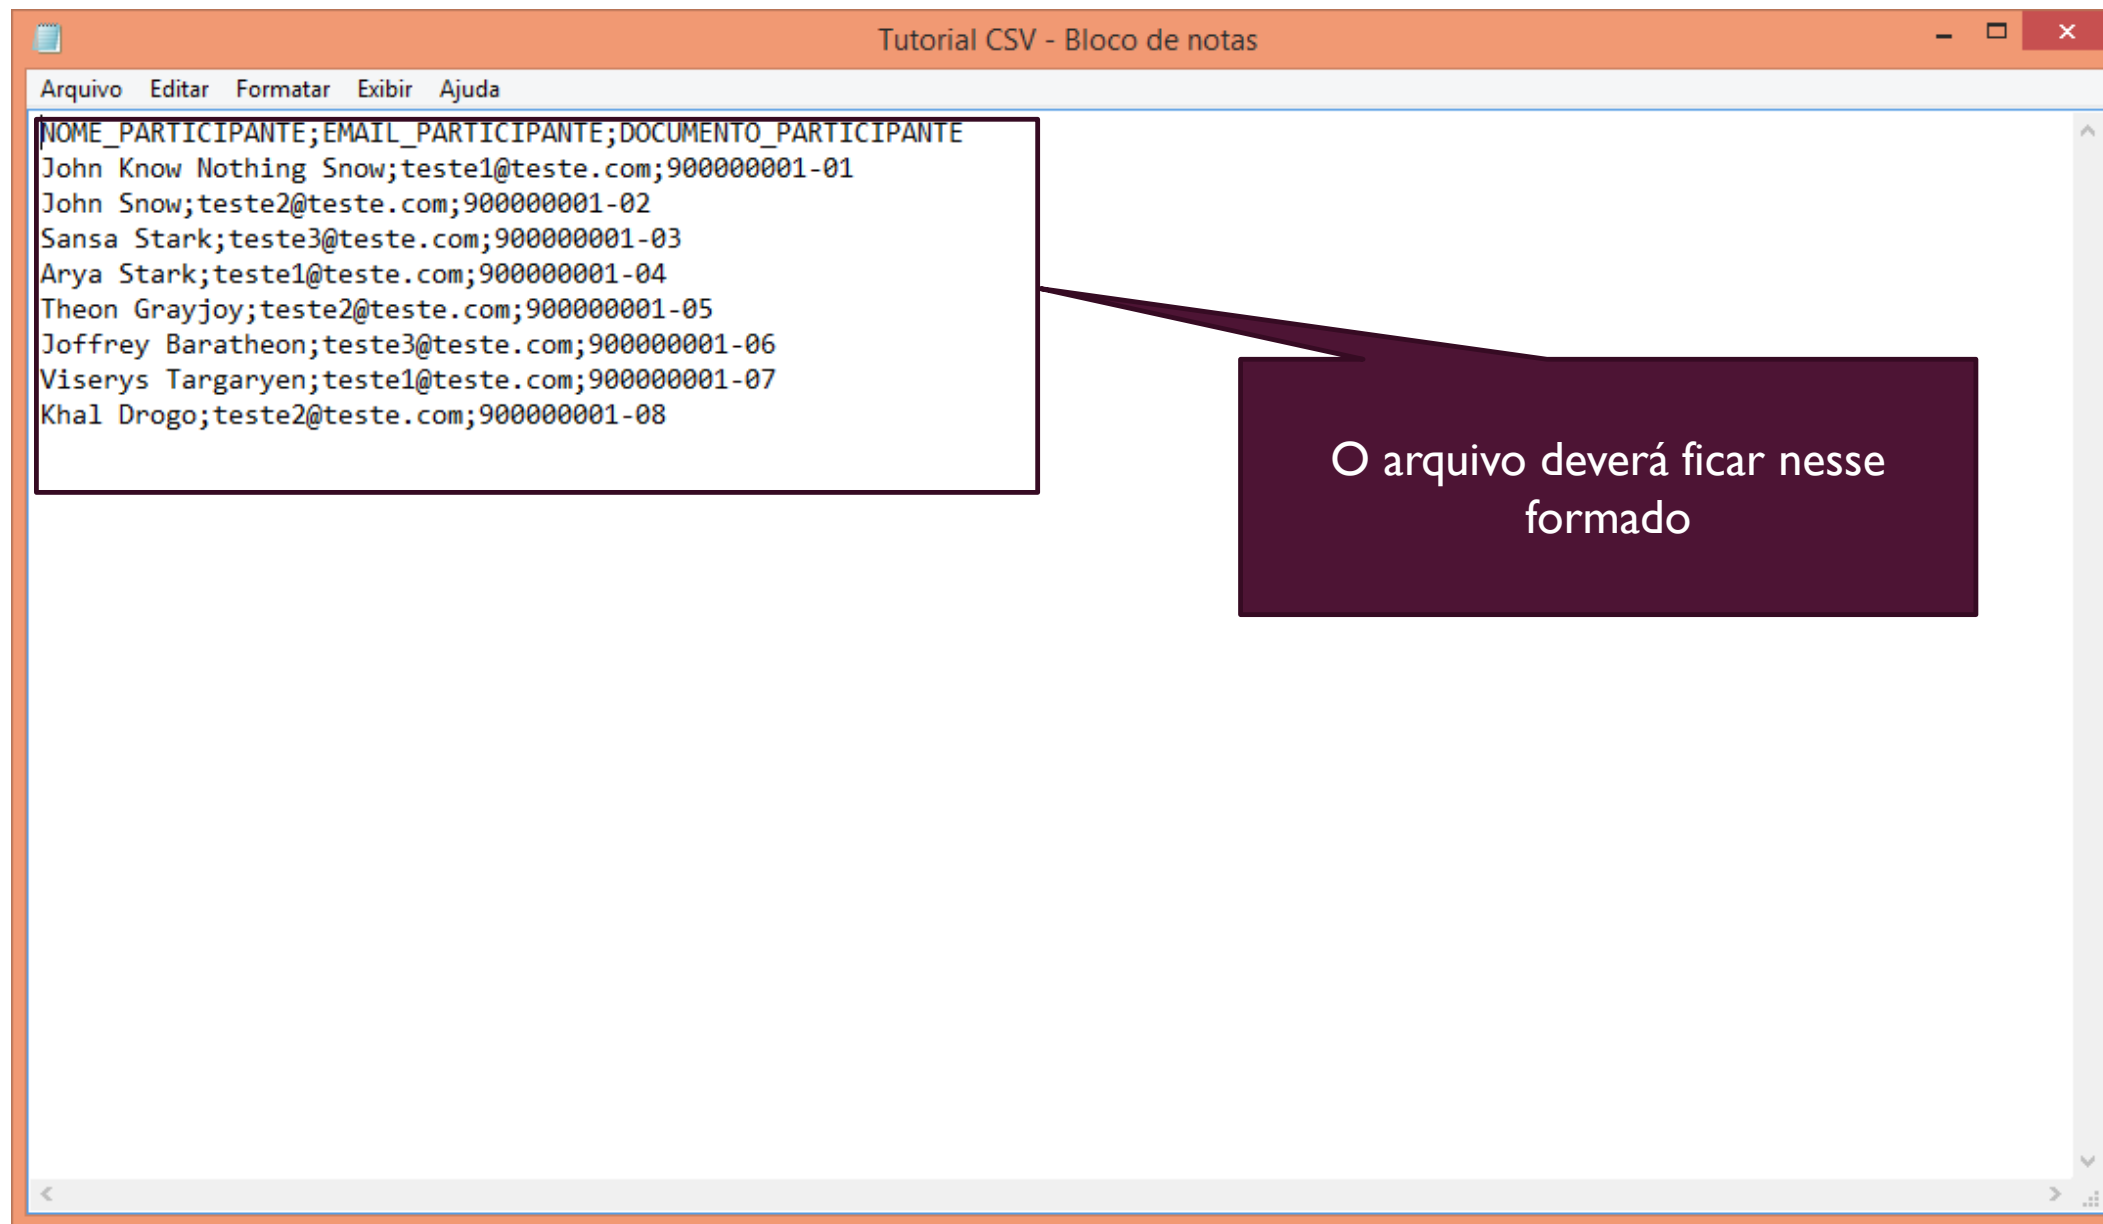 Tutorial CSV - Bloco de notas
Arquivo Editar Formatar Exibir Ajuda
NOME_PARTICIPANTE;EMAIL_PARTICIPANTE;DOCUMENTO_PARTICIPANTE
John Know Nothing Snow;teste1@teste.com;900000001-01
John Snow;teste2@teste.com;900000001-02
Sansa Stark;teste3@teste.com;900000001-03
Arya Stark;teste1@teste.com;900000001-04
Theon Grayjoy;teste2@teste.com;900000001-05
Joffrey Baratheon;teste3@teste.com;900000001-06
Viserys Targaryen;teste1@teste.com;900000001-07
Khal Drogo;teste2@teste.com;900000001-08
O arquivo deverá ficar nesse
formado